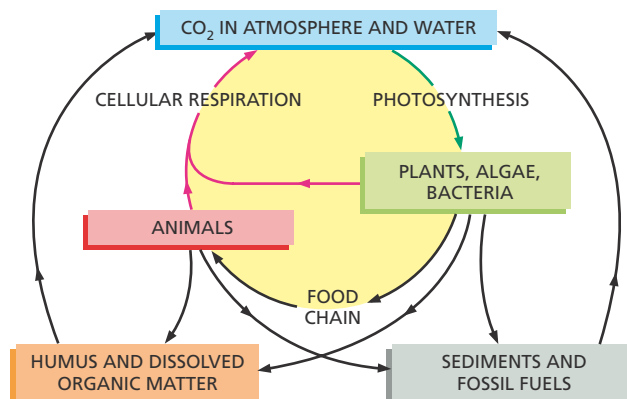 CO₂ IN ATMOSPHERE AND WATER
CELLULAR RESPIRATION
PHOTOSYNTHESIS
PLANTS, ALGAE,
BACTERIA
ANIMALS
FOOD
CHAIN
HUMUS AND DISSOLVED
ORGANIC MATTER
SEDIMENTS AND
FOSSIL FUELS